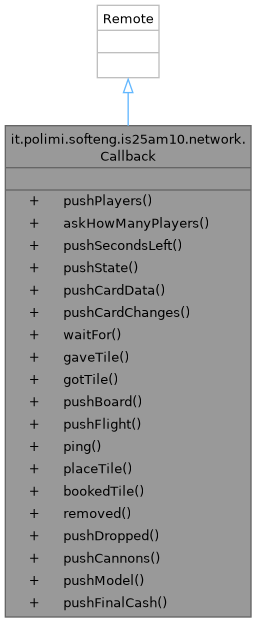 Remote
it.polimi.softeng.is25am10.network.
Callback
+ pushPlayers()
+ askHowManyPlayers()
+ pushSecondsLeft()
+ pushState()
+ pushCardData()
+ pushCardChanges()
+ waitFor()
+ gaveTile()
+ gotTile()
+ pushBoard()
+ pushFlight()
+ ping()
+ placeTile()
+ bookedTile()
+ removed()
+ pushDropped()
+ pushCannons()
+ pushModel()
+ pushFinalCash()